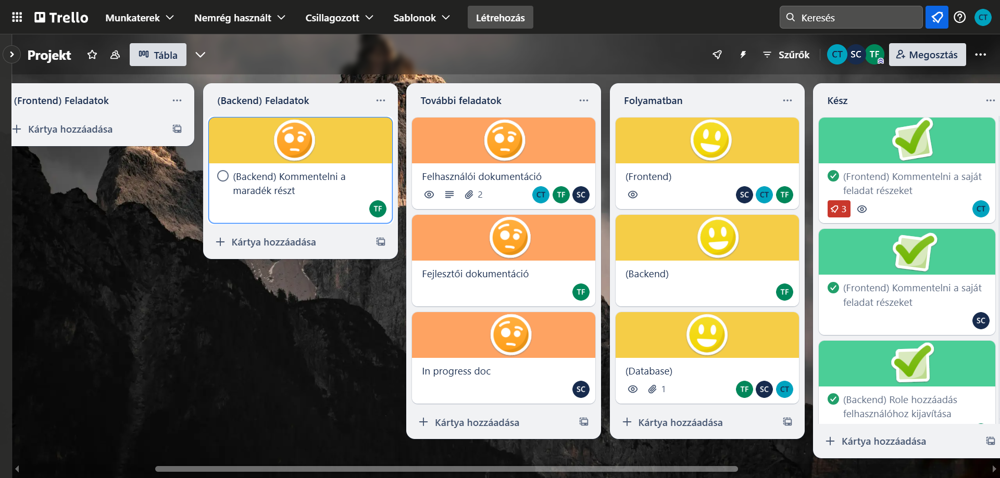 Trello
Munkaterek
Nemrég használt
Csillagozott
Sablonok
Létrehozás
Keresés
CT
Projekt
Tábla
Szűrők
CT
SC
TF
Megosztás
(Frontend) Feladatok
Kártya hozzáadása
(Backend) Feladatok
(Backend) Kommentelni a
maradék részt
TF
Kártya hozzáadása
További feladatok
Felhasználói dokumentáció
2
CT
TF
SC
Fejlesztői dokumentáció
TF
In progress doc
SC
Kártya hozzáadása
Folyamatban
(Frontend)
SC
CT
TF
(Backend)
TF
(Database)
1
TF
SC
CT
Kártya hozzáadása
Kész
(Frontend) Kommentelni a saját
feladat részeket
3
CT
(Frontend) Kommentelni a saját
feladat részeket
SC
(Backend) Role hozzáadás
felhasználóhoz kijavítása
Kártya hozzáadása